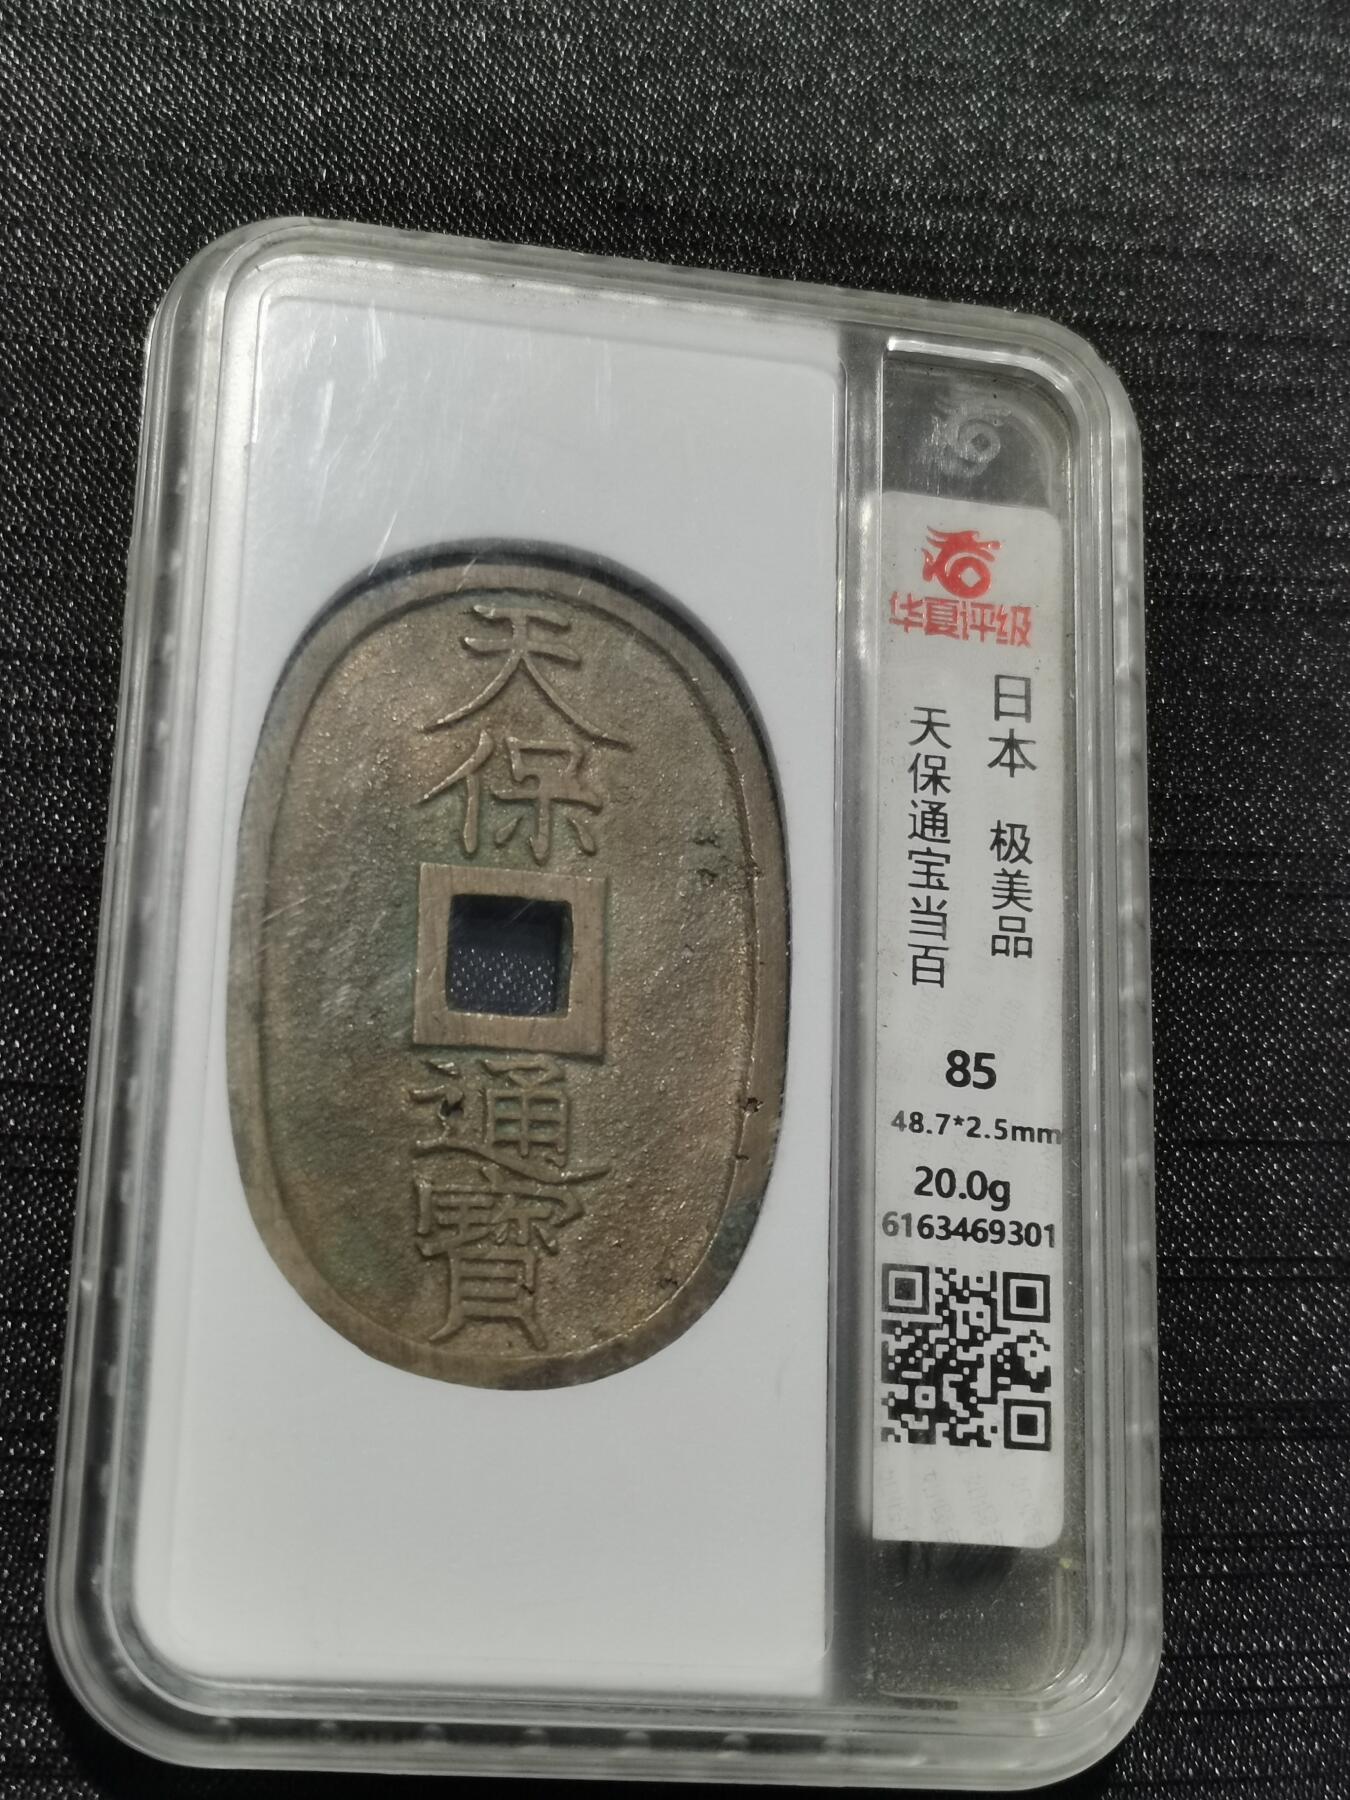 天保通寳
华夏评级
日本 极美品
天保通宝当百
85
48.7*2.5mm
20.0g
6163469301